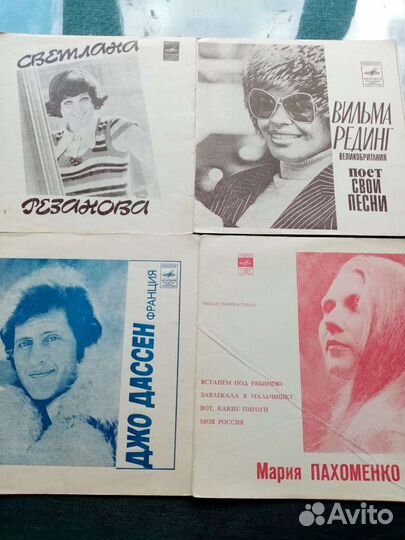 СВЕТЛАНА
РЕЗАНОВА
ВИЛЬМА
РЕДИНГ
ВЕЛИКОБРИТАНИЯ
ПОЕТ
СВОИ
ПЕСНИ
ДЖО ДАССЕН
ФРАНЦИЯ
ГИБКАЯ ГРАМПЛАСТИНКА
ВСТАНЕМ ПОД РЯБИНОЮ
ЗАВЛЕКАЛА Я МАЛЬЧИШКУ
ВОТ, КАКИЕ ПИРОГИ
МОЯ РОССИЯ
Мария ПАХОМЕНКО
Avito